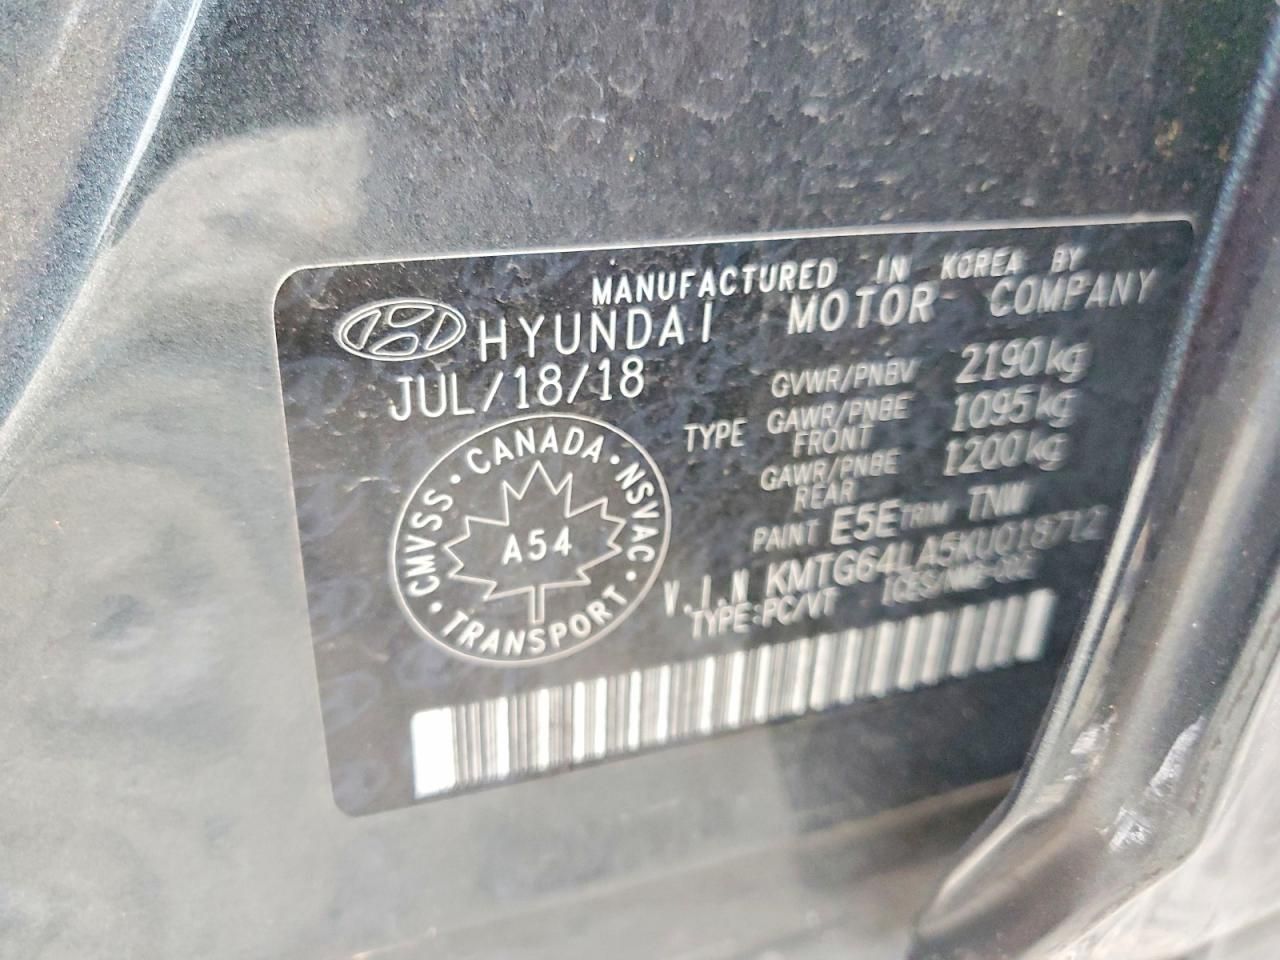 MANUFACTURED IN KOREA BY
HYUNDAI MOTOR COMPANY
JUL/18/18
GVWR/PNBV 2190kg
TYPE GAWR/PNBE FRONT 1095kg
GAWR/PNBE REAR 1200kg
PAINT E5E TRIM TNW
V.I.N KMTG64LA5KU018712
TYPE:PC/VT
CANADA · NSVAC · TRANSPORT · CMVSS ·
A54